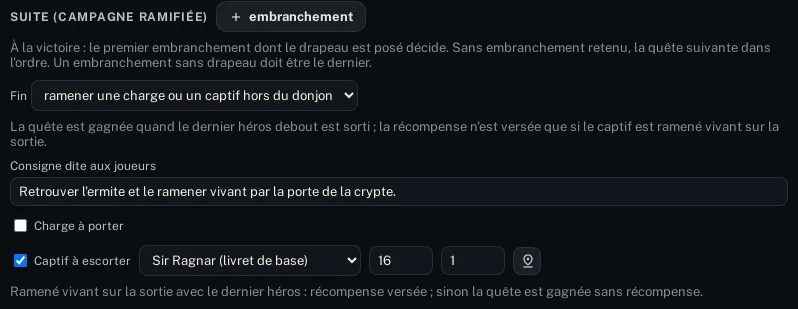 SUITE (CAMPAGNE RAMIFIÉE) + embranchement
À la victoire : le premier embranchement dont le drapeau est posé décide. Sans embranchement retenu, la quête suivante dans
l'ordre. Un embranchement sans drapeau doit être le dernier.
Fin ramener une charge ou un captif hors du donjon
La quête est gagnée quand le dernier héros debout est sorti ; la récompense n'est versée que si le captif est ramené vivant sur la
sortie.
Consigne dite aux joueurs
Retrouver l'ermite et le ramener vivant par la porte de la crypte.
Charge à porter
Captif à escorter Sir Ragnar (livret de base) 16 1
Ramené vivant sur la sortie avec le dernier héros : récompense versée ; sinon la quête est gagnée sans récompense.